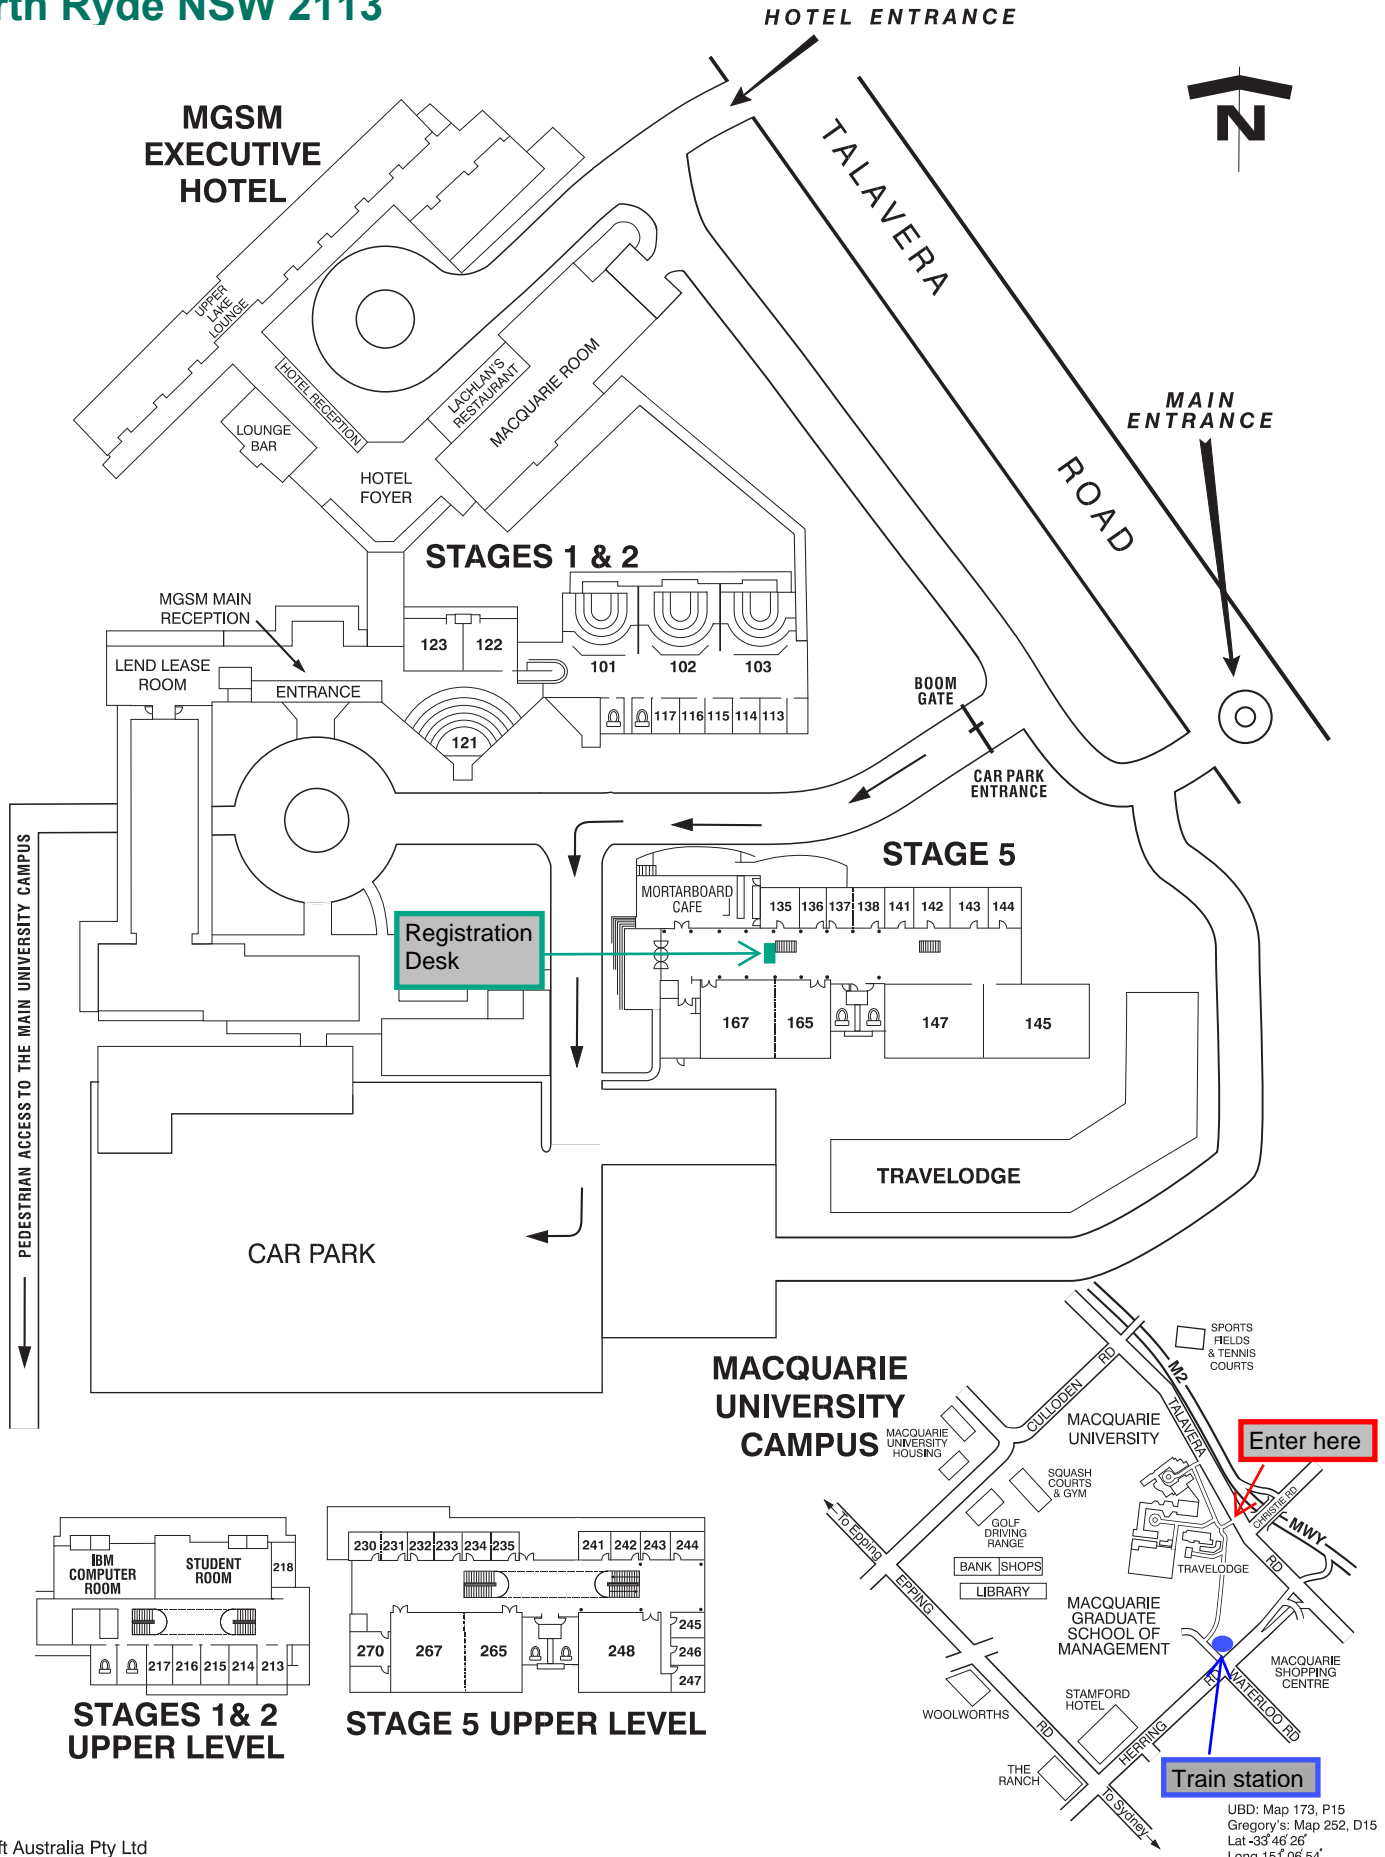 rth Ryde NSW 2113
HOTEL ENTRANCE
N
MGSM
EXECUTIVE
HOTEL
TALAVERA
ROAD
UPPER
LAKE
LOUNGE
HOTEL RECEPTION
LACHLAN'S
RESTAURANT
MACQUARIE ROOM
MAIN
ENTRANCE
LOUNGE
BAR
HOTEL
FOYER
STAGES 1 & 2
MGSM MAIN
RECEPTION
LEND LEASE
ROOM
ENTRANCE
123
122
101
102
103
121
117
116
115
114
113
BOOM
GATE
CAR PARK
ENTRANCE
STAGE 5
MORTARBOARD
CAFE
135
136
137
138
141
142
143
144
Registration
Desk
167
165
147
145
PEDESTRIAN ACCESS TO THE MAIN UNIVERSITY CAMPUS
TRAVELODGE
CAR PARK
MACQUARIE
UNIVERSITY
CAMPUS
SPORTS
FIELDS
& TENNIS
COURTS
M2
CULLODEN
RD
TALAVERA
MACQUARIE
UNIVERSITY
Enter here
MACQUARIE
UNIVERSITY
HOUSING
SQUASH
COURTS
& GYM
CHRISTIE RD
GOLF
DRIVING
RANGE
MWY
To Epping
BANK
SHOPS
TRAVELODGE
RD
LIBRARY
EPPING
MACQUARIE
GRADUATE
SCHOOL OF
MANAGEMENT
MACQUARIE
SHOPPING
CENTRE
RD
WATERLOO RD
STAMFORD
HOTEL
WOOLWORTHS
RD
HERRING
THE
RANCH
Train station
To Sydney
UBD: Map 173, P15
Gregory's: Map 252, D15
Lat -33° 46' 26"
Long 151° 06' 54"
IBM
COMPUTER
ROOM
STUDENT
ROOM
218
217
216
215
214
213
STAGES 1& 2
UPPER LEVEL
230
231
232
233
234
235
241
242
243
244
270
267
265
248
245
246
247
STAGE 5 UPPER LEVEL
ft Australia Pty Ltd